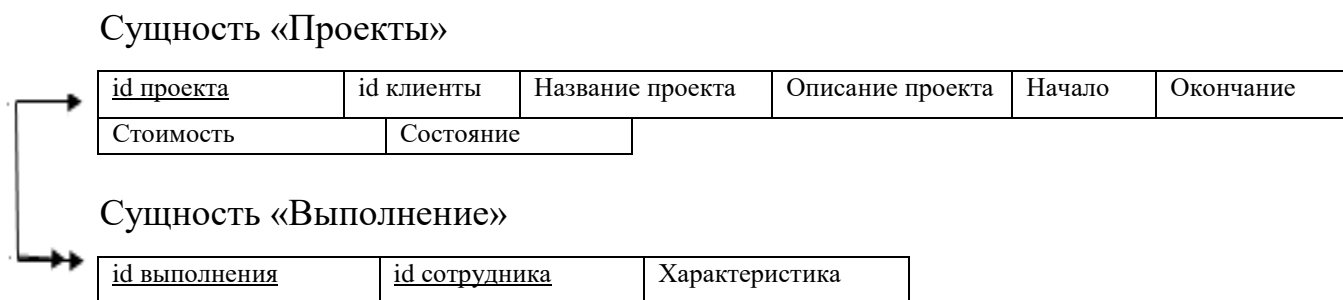 Сущность «Проекты»
id проекта id клиенты Название проекта Описание проекта Начало Окончание
Стоимость Состояние
Сущность «Выполнение»
id выполнения id сотрудника Характеристика